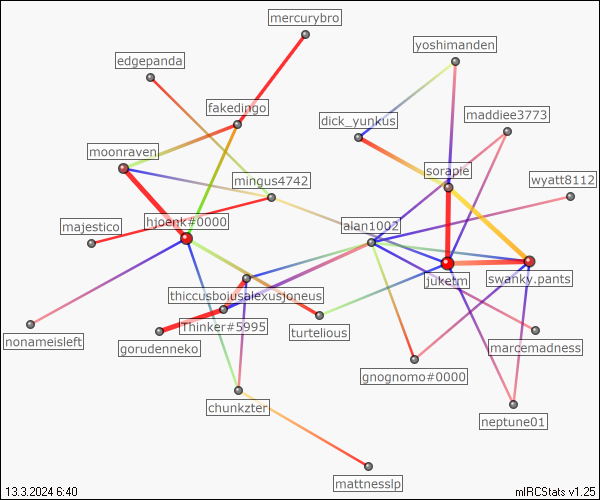 mercurybro
yoshimanden
edgepanda
fakedingo
maddiee3773
dick_yunkus
moonraven
sorapie
mingus4742
wyatt8112
hjoenk#0000
majestico
alan1002
juketm
swanky.pants
thiccusbojusalexusjoneus
Thinker#5995
turtelious
nonameisleft
gorudenneko
marcemadness
gnognomo#0000
chunkzter
neptune01
mattnesslp
13.3.2024 6:40
mIRCStats v1.25